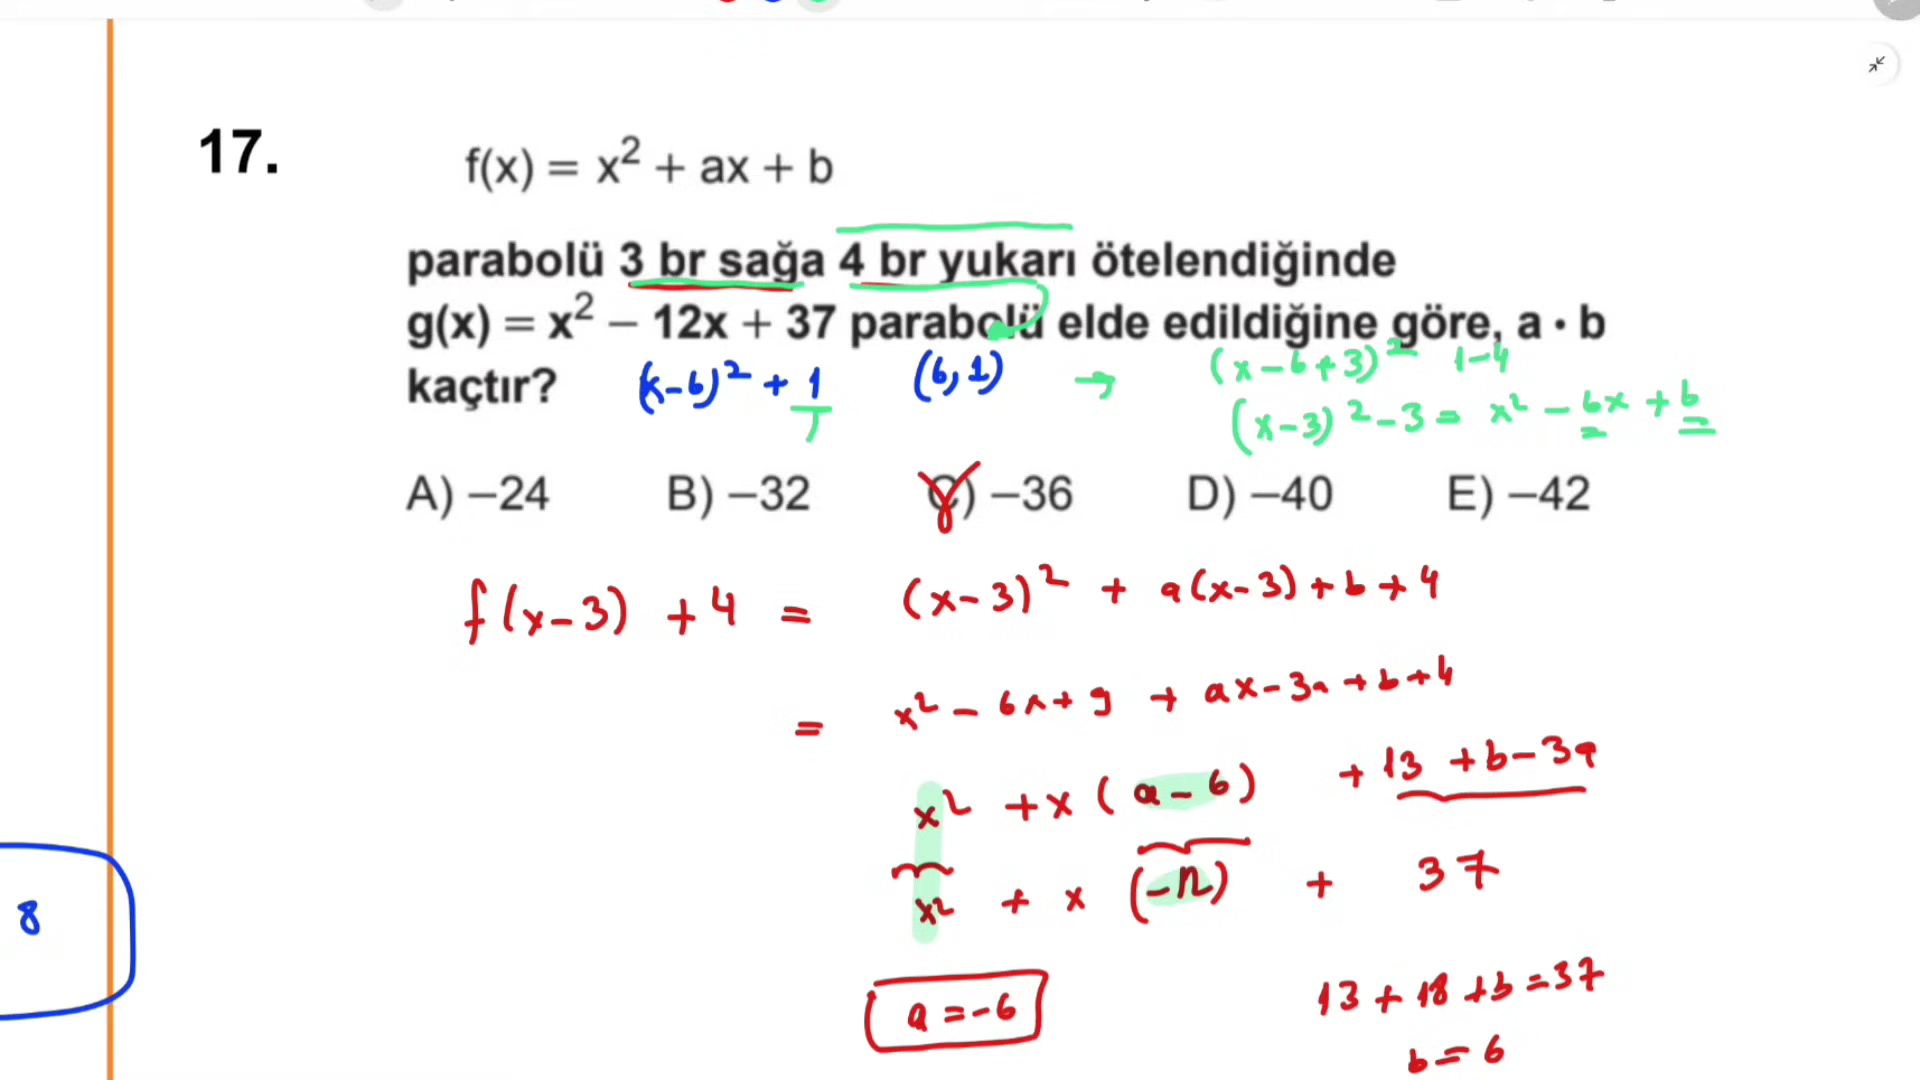 17.
f(x) = x² + ax + b
parabolü 3 br sağa 4 br yukarı ötelendiğinde
g(x) = x² – 12x + 37 parabolü elde edildiğine göre, a • b
kaçtır?
(x-6)² + 1 (6,1) → (x-6+3)² 1-4
(x-3)² - 3 = x² - 6x + 6
A) –24 B) –32 C) –36 D) –40 E) –42
f(x-3) + 4 = (x-3)² + a(x-3) + b + 4
= x² - 6x + 9 + ax - 3a + b + 4
x² + x (a-6) + 13 + b - 3a
x² + x (-12) + 37
8
a = -6
13 + 18 + b = 37
b = 6